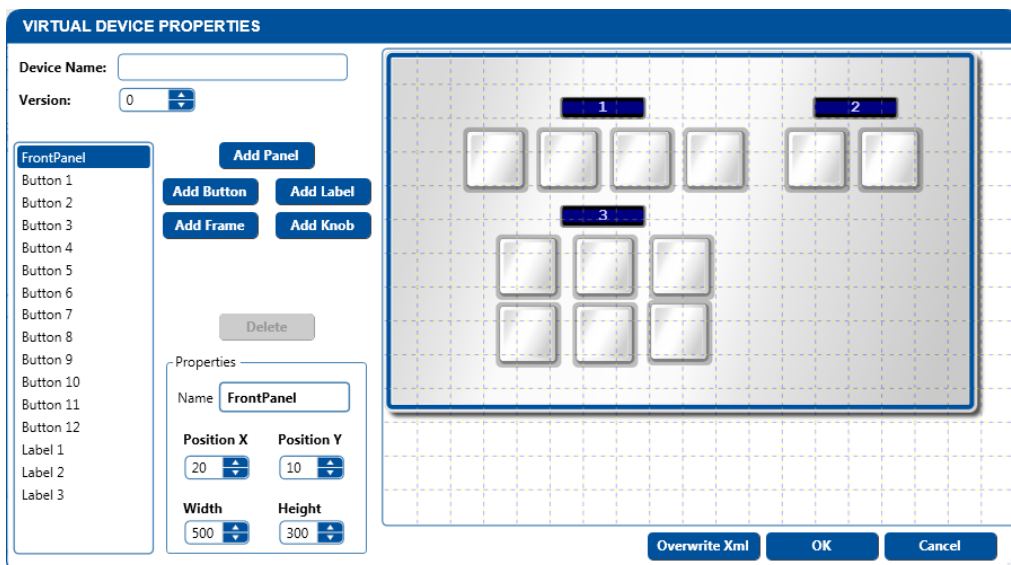 VIRTUAL DEVICE PROPERTIES
Device Name:
Version: 0
FrontPanel
Button 1
Button 2
Button 3
Button 4
Button 5
Button 6
Button 7
Button 8
Button 9
Button 10
Button 11
Button 12
Label 1
Label 2
Label 3
Add Panel
Add Button Add Label
Add Frame Add Knob
Delete
Properties
Name FrontPanel
Position X Position Y
20 10
Width Height
500 300
1 2
3
Overwrite Xml OK Cancel